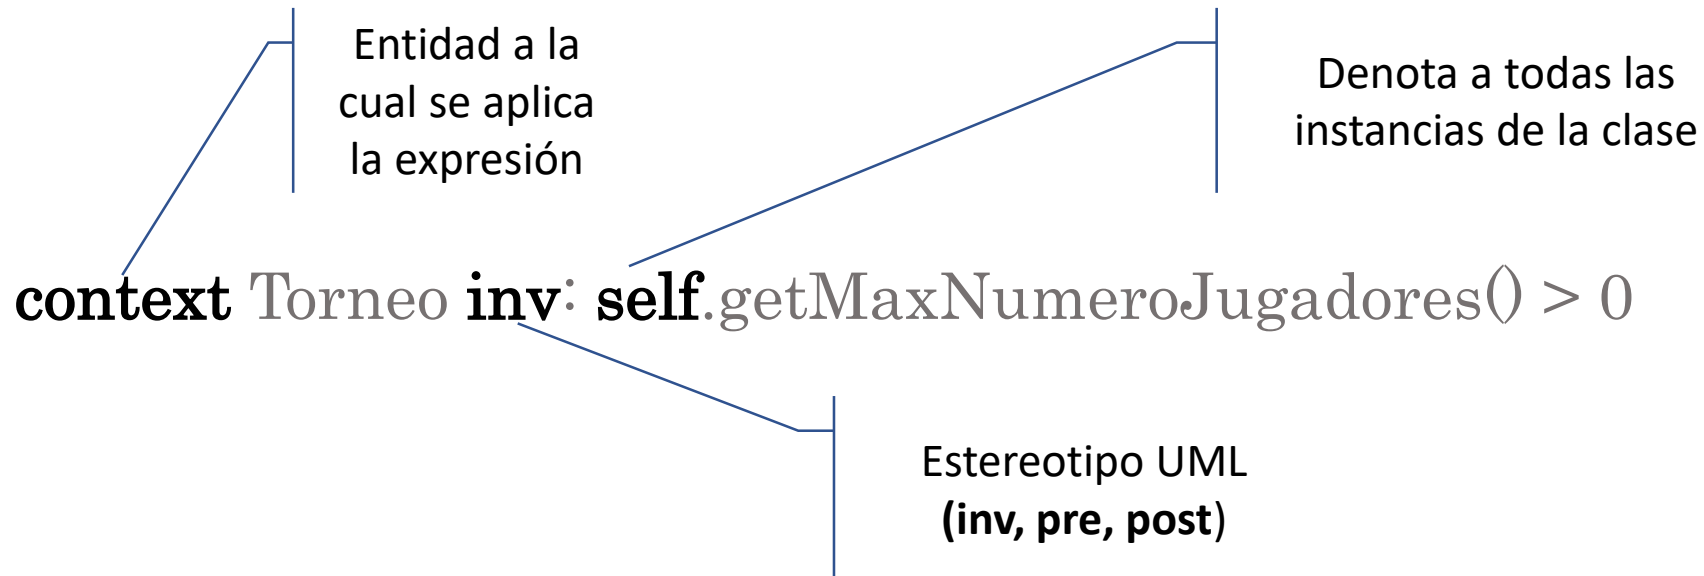 Entidad a la
cual se aplica
la expresión
Denota a todas las
instancias de la clase
context Torneo inv: self.getMaxNumeroJugadores() > 0
Estereotipo UML
(inv, pre, post)